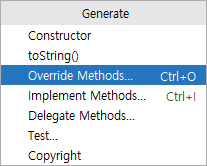 Generate
Constructor
toString()
Override Methods... Ctrl+O
Implement Methods... Ctrl+I
Delegate Methods...
Test...
Copyright